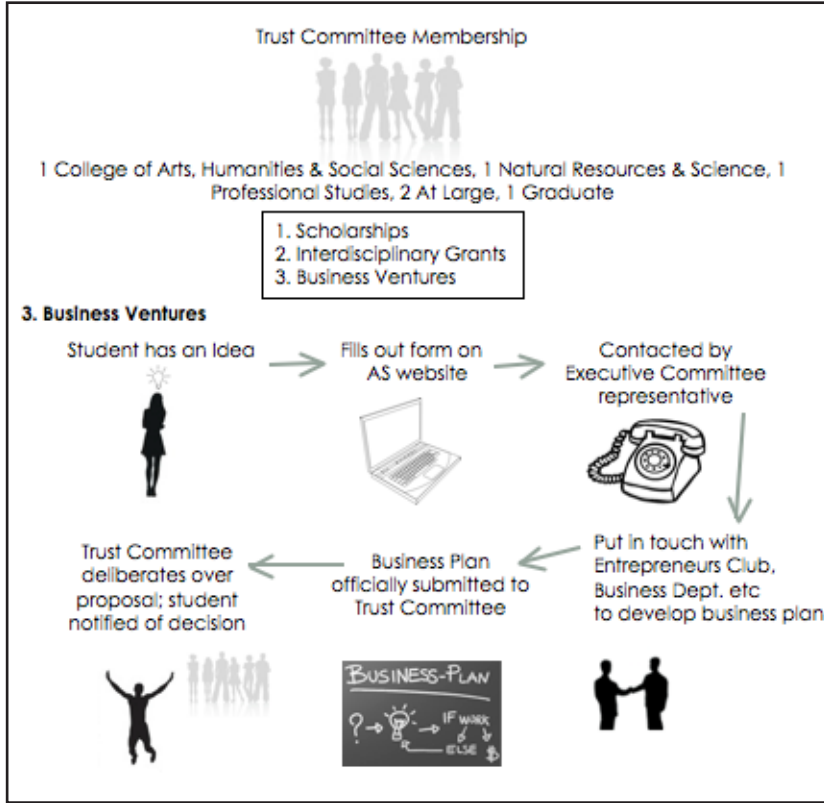 Trust Committee Membership
1 College of Arts, Humanities & Social Sciences, 1 Natural Resources & Science, 1
Professional Studies, 2 At Large, 1 Graduate
1. Scholarships
2. Interdisciplinary Grants
3. Business Ventures
3. Business Ventures
Student has an Idea
Fills out form on
AS website
Contacted by
Executive Committee
representative
Put in touch with
Entrepreneurs Club,
Business Dept. etc
to develop business plan
Business Plan
officially submitted to
Trust Committee
Trust Committee
deliberates over
proposal; student
notified of decision
BUSINESS-PLAN
? IF WORK
ELSE $